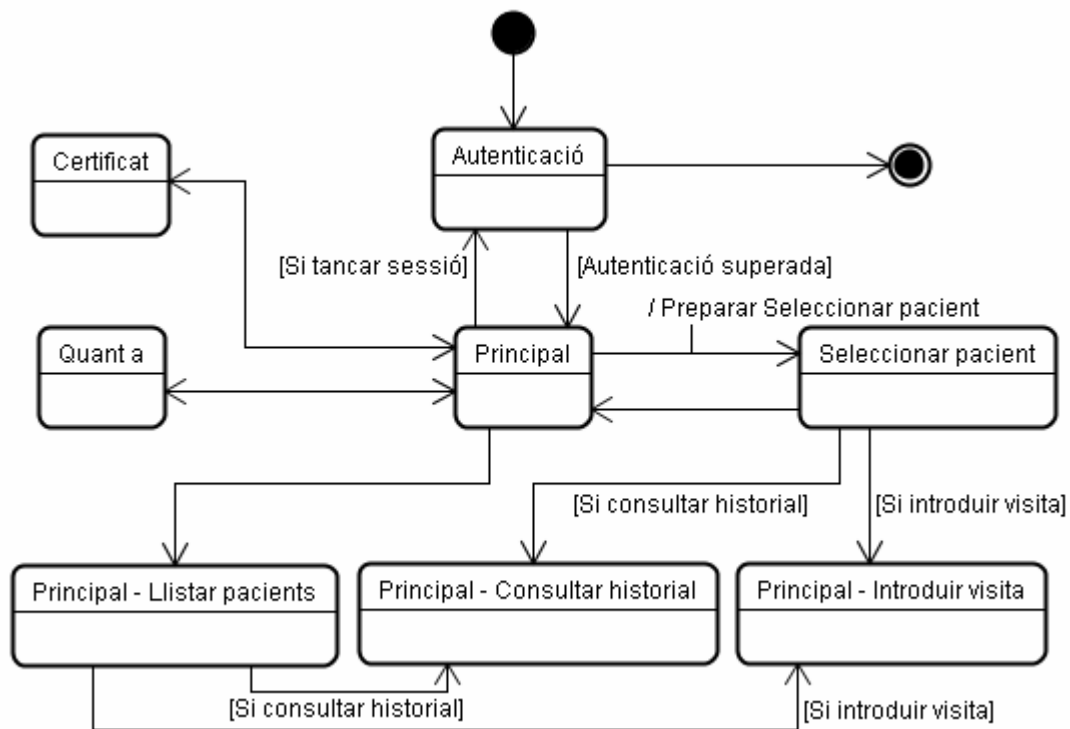 Autenticació
Certificat
[Si tancar sessió]
[Autenticació superada]
/ Preparar Seleccionar pacient
Quant a
Principal
Seleccionar pacient
[Si consultar historial]
[Si introduir visita]
Principal - Llistar pacients
Principal - Consultar historial
Principal - Introduir visita
[Si consultar historial]
[Si introduir visita]